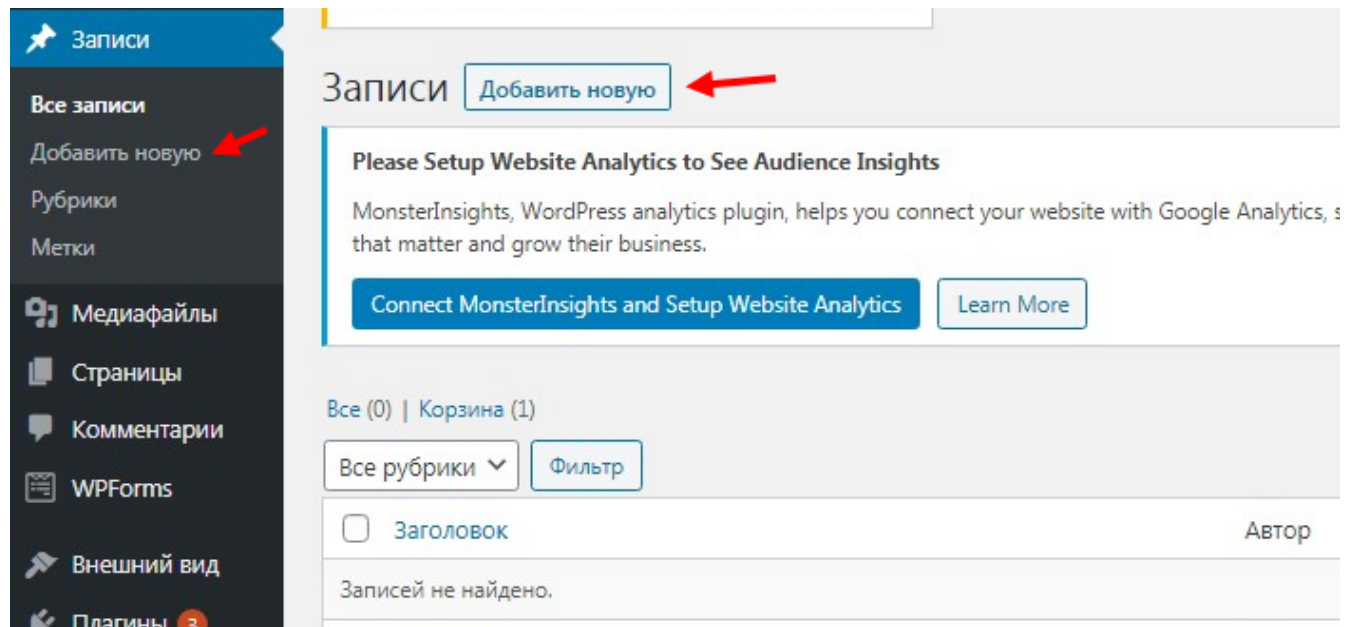 Записи
Все записи
Добавить новую
Рубрики
Метки
Медиафайлы
Страницы
Комментарии
WPForms
Внешний вид
Плагины 3
Записи Добавить новую
Please Setup Website Analytics to See Audience Insights
MonsterInsights, WordPress analytics plugin, helps you connect your website with Google Analytics, s
that matter and grow their business.
Connect MonsterInsights and Setup Website Analytics Learn More
Все (0) | Корзина (1)
Все рубрики Фильтр
Заголовок Автор
Записей не найдено.